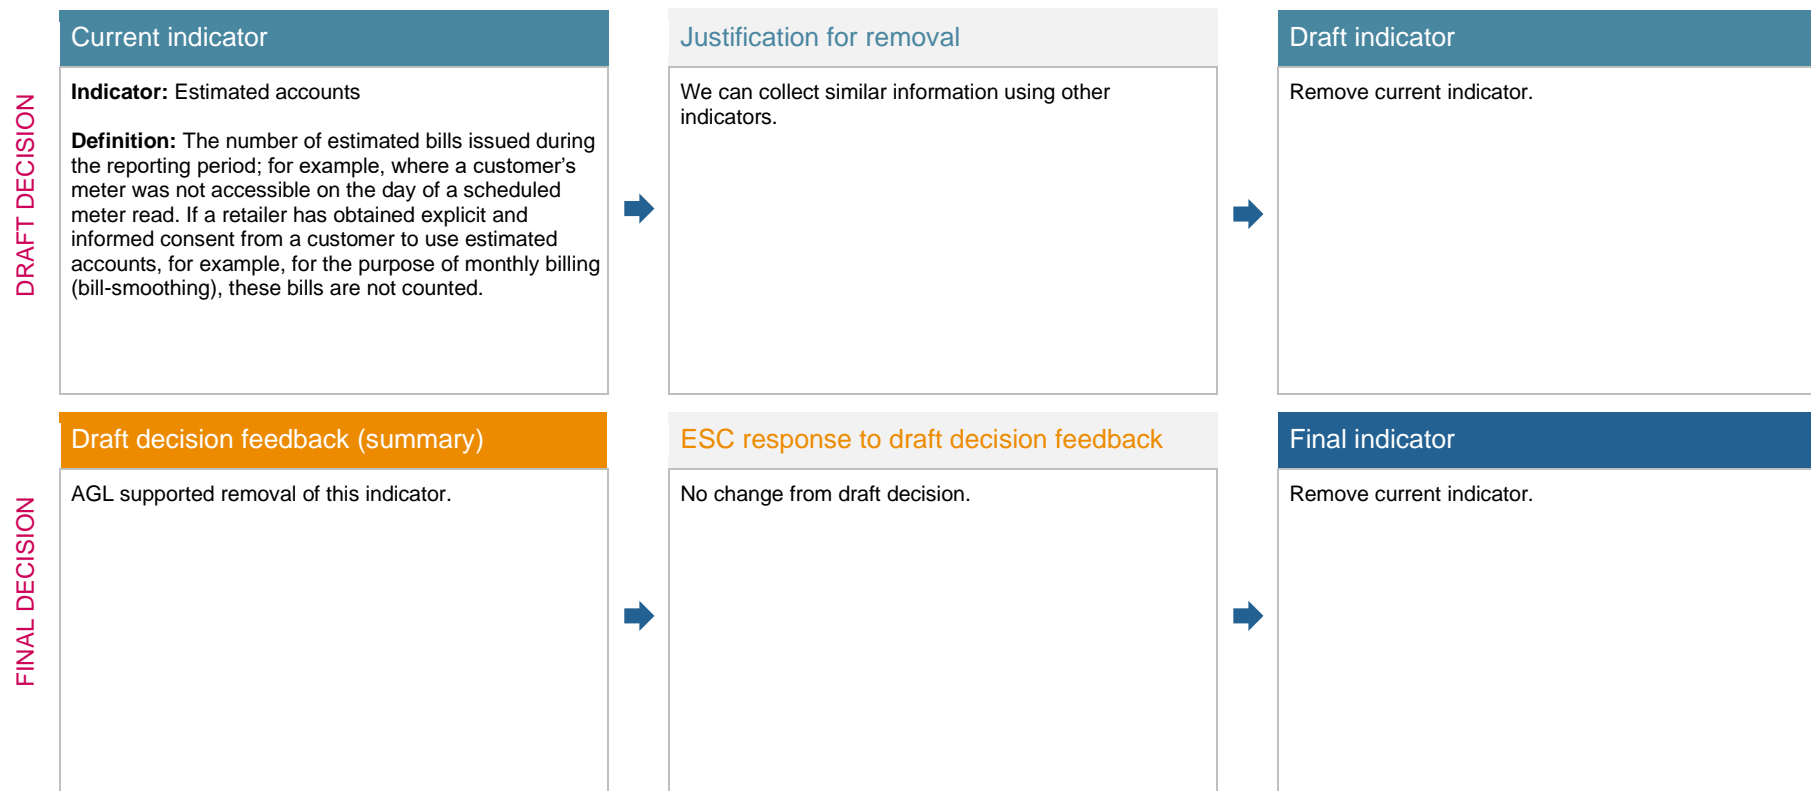 DRAFT DECISION
Current indicator
Indicator: Estimated accounts
Definition: The number of estimated bills issued during
the reporting period; for example, where a customer's
meter was not accessible on the day of a scheduled
meter read. If a retailer has obtained explicit and
informed consent from a customer to use estimated
accounts, for example, for the purpose of monthly billing
(bill-smoothing), these bills are not counted.
Justification for removal
We can collect similar information using other
indicators.
Draft indicator
Remove current indicator.
FINAL DECISION
Draft decision feedback (summary)
AGL supported removal of this indicator.
ESC response to draft decision feedback
No change from draft decision.
Final indicator
Remove current indicator.